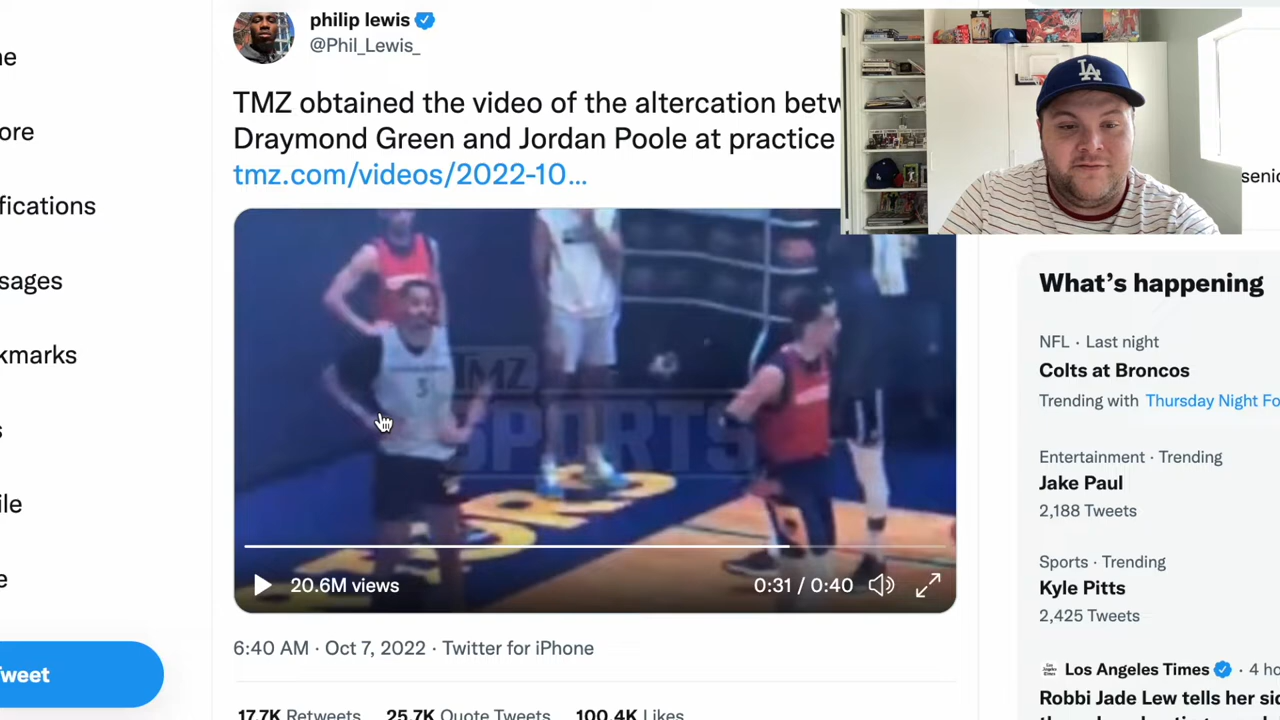 philip lewis
@Phil_Lewis_
TMZ obtained the video of the altercation betw
Draymond Green and Jordan Poole at practice
tmz.com/videos/2022-10...
TMZ
SPORTS
3
20.6M views
0:31 / 0:40
6:40 AM · Oct 7, 2022 · Twitter for iPhone
17.7K Retweets 25.7K Quote Tweets 100.4K Likes
ne
ore
fications
sages
kmarks
s
ile
e
Tweet
LA
senic
What's happening
NFL · Last night
Colts at Broncos
Trending with Thursday Night Fo
Entertainment · Trending
Jake Paul
2,188 Tweets
Sports · Trending
Kyle Pitts
2,425 Tweets
Los Angeles Times · 4 ho
Robbi Jade Lew tells her sid